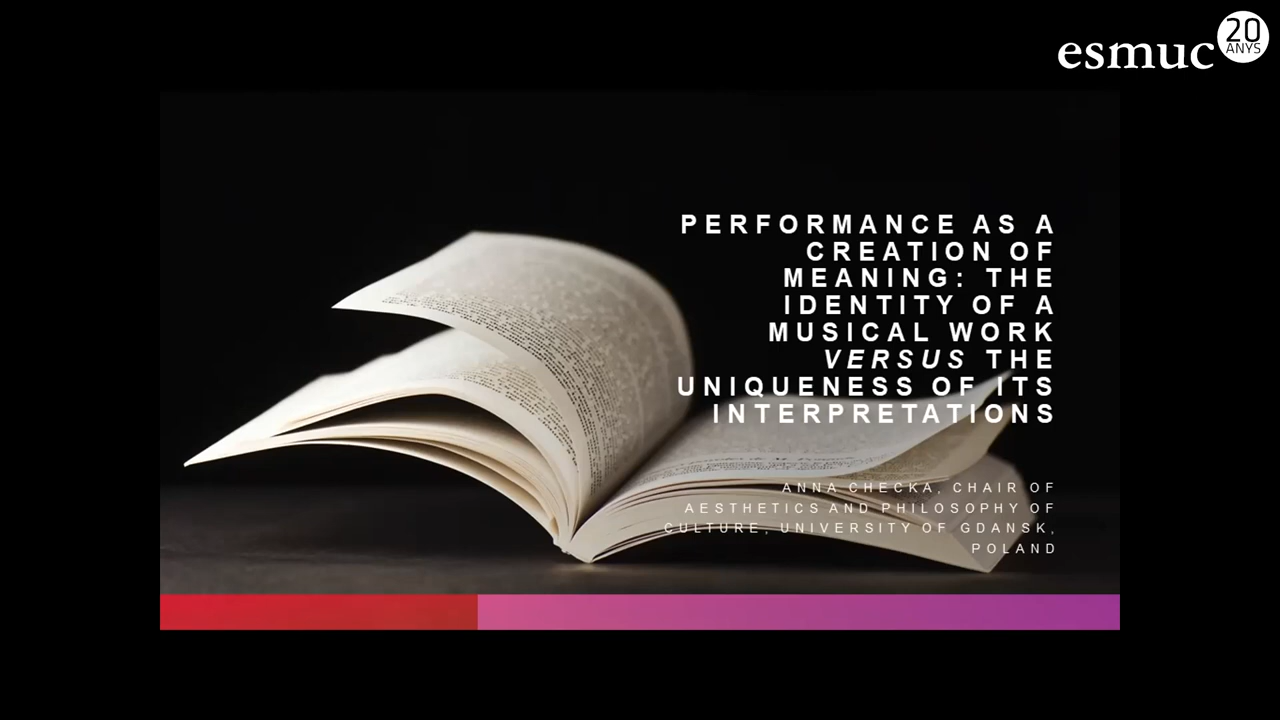 esmuc
20
ANYS
PERFORMANCE AS A
CREATION OF
MEANING: THE
IDENTITY OF A
MUSICAL WORK
VERSUS THE
UNIQUENESS OF ITS
INTERPRETATIONS
ANNA CHECKA, CHAIR OF
AESTHETICS AND PHILOSOPHY OF
CULTURE, UNIVERSITY OF GDANSK,
POLAND